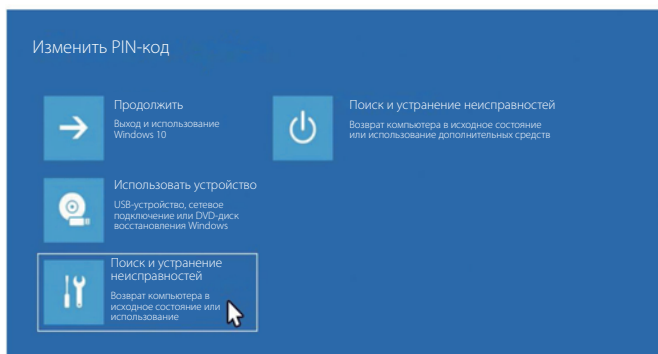 Изменить PIN-код
Продолжить
Выход и использование
Windows 10
Поиск и устранение неисправностей
Возврат компьютера в исходное состояние
или использование дополнительных средств
Использовать устройство
USB-устройство, сетевое
подключение или DVD-диск
восстановления Windows
Поиск и устранение
неисправностей
Возврат компьютера в
исходное состояние или
использование